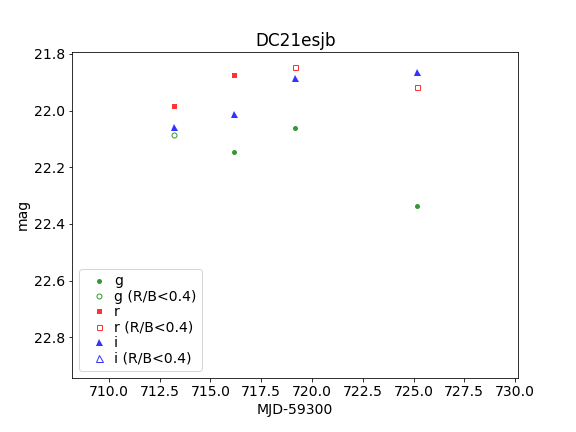 DC21esjb
21.8
22.0
22.2
22.4
22.6
22.8
mag
g
g (R/B<0.4)
r
r (R/B<0.4)
i
i (R/B<0.4)
710.0 712.5 715.0 717.5 720.0 722.5 725.0 727.5 730.0
MJD-59300